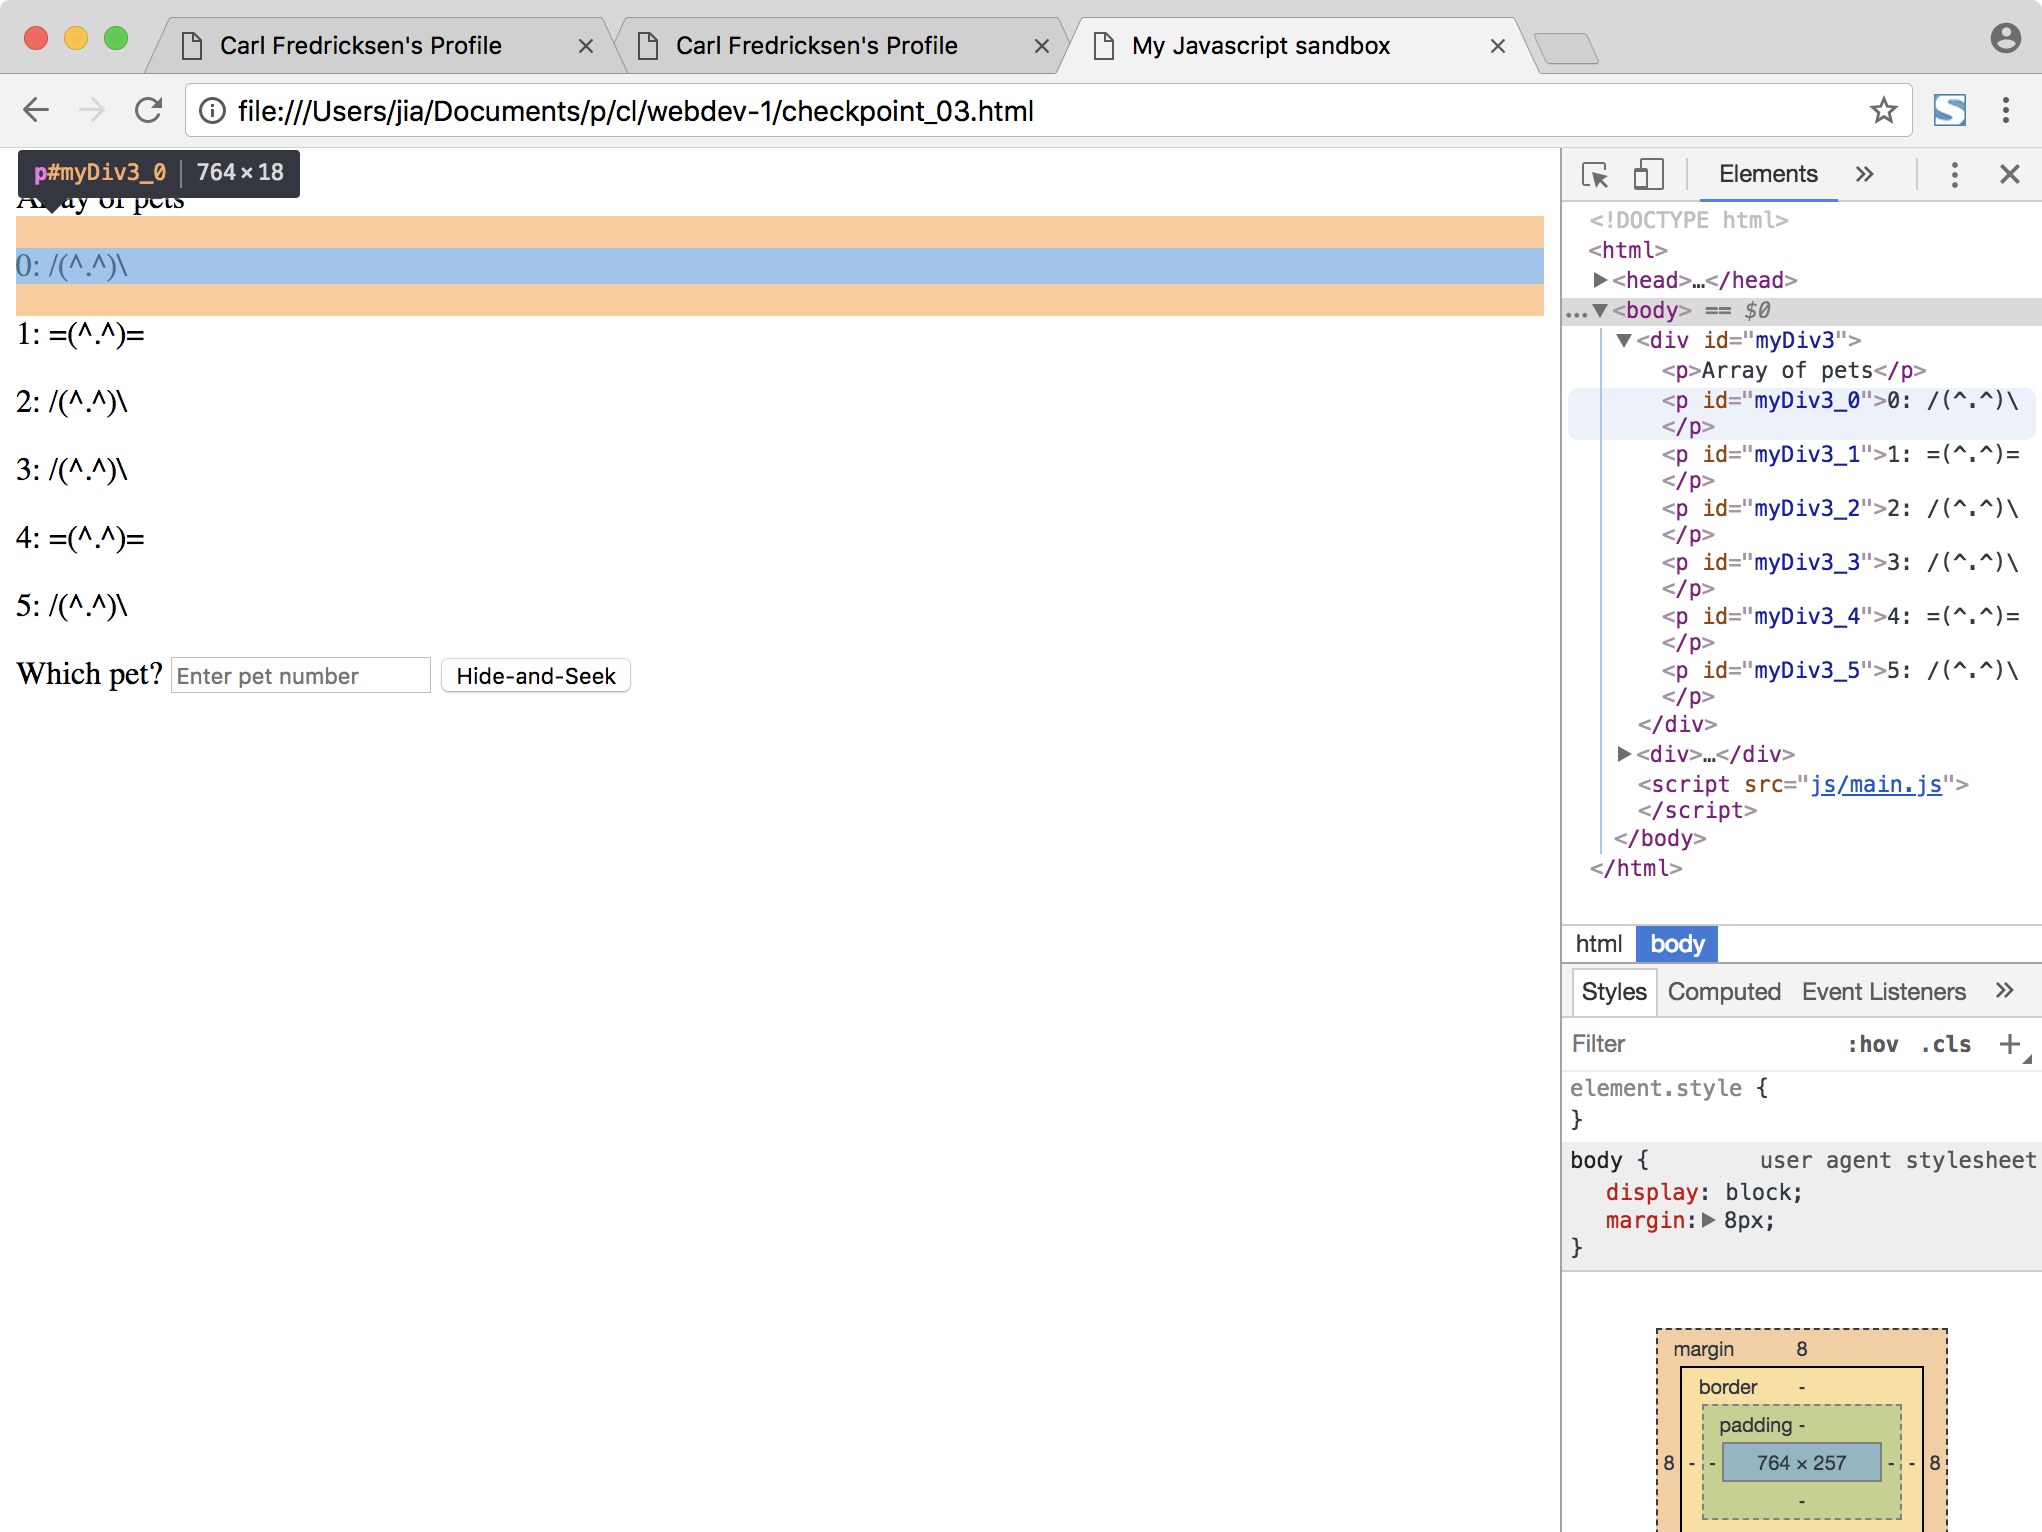 Carl Fredricksen's Profile
Carl Fredricksen's Profile
My Javascript sandbox
file:///Users/jia/Documents/p/cl/webdev-1/checkpoint_03.html
p#myDiv3_0 764×18
Array of pets
0: /(^.^)\
1: =(^.^)=
2: /(^.^)\
3: /(^.^)\
4: =(^.^)=
5: /(^.^)\
Which pet? Enter pet number Hide-and-Seek
Elements »
<!DOCTYPE html>
<html>
▶<head>…</head>
…▼<body> == $0
▼<div id="myDiv3">
<p>Array of pets</p>
<p id="myDiv3_0">0: /(^.^)\
</p>
<p id="myDiv3_1">1: =(^.^)=
</p>
<p id="myDiv3_2">2: /(^.^)\
</p>
<p id="myDiv3_3">3: /(^.^)\
</p>
<p id="myDiv3_4">4: =(^.^)=
</p>
<p id="myDiv3_5">5: /(^.^)\
</p>
</div>
▶<div>…</div>
<script src="js/main.js">
</script>
</body>
</html>
html body
Styles Computed Event Listeners »
Filter :hov .cls +
element.style {
}
body { user agent stylesheet
display: block;
margin:▶8px;
}
margin 8
border -
padding -
8 - - 764 × 257 - - 8
-